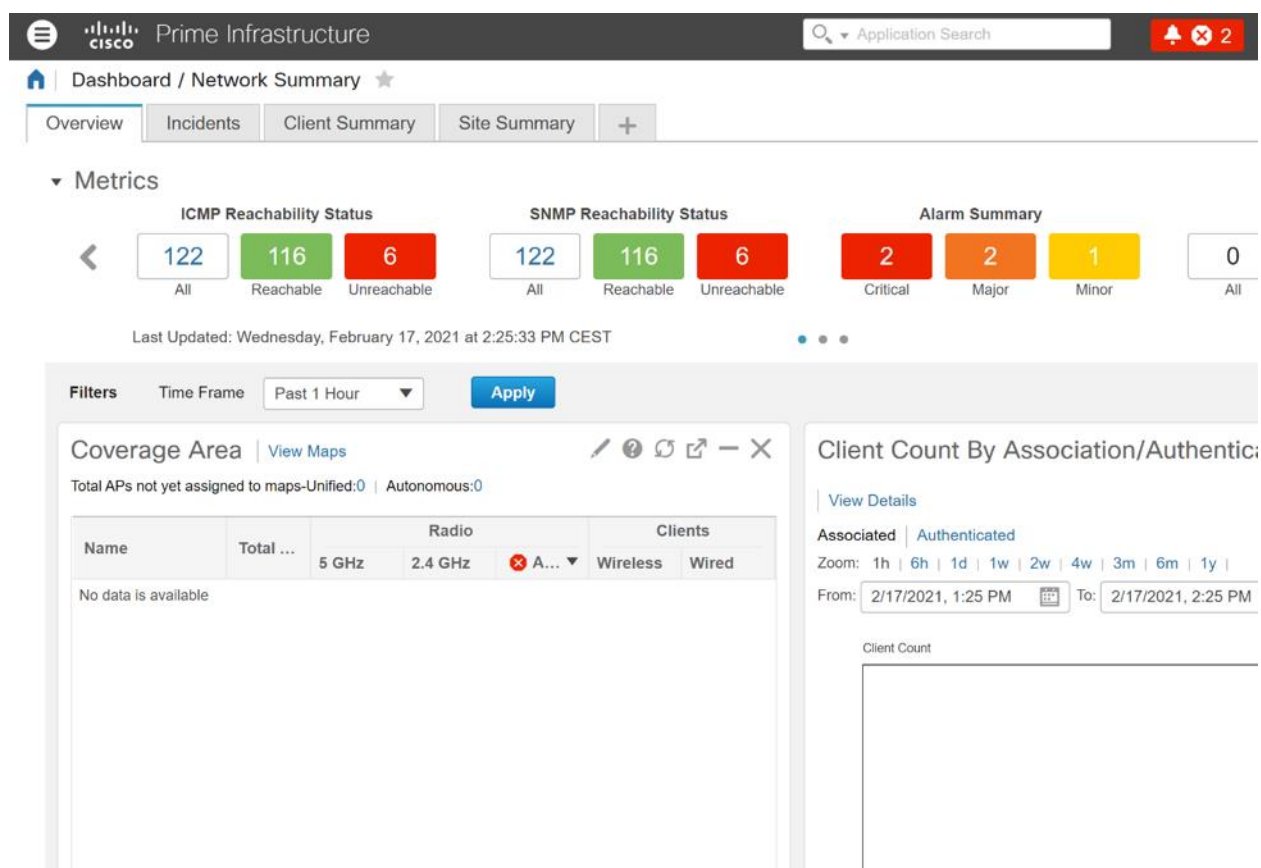 cisco Prime Infrastructure Application Search 2
Dashboard / Network Summary
Overview Incidents Client Summary Site Summary +
Metrics
ICMP Reachability Status SNMP Reachability Status Alarm Summary
122 116 6 122 116 6 2 2 1 0
All Reachable Unreachable All Reachable Unreachable Critical Major Minor All
Last Updated: Wednesday, February 17, 2021 at 2:25:33 PM CEST
Filters Time Frame Past 1 Hour Apply
Coverage Area | View Maps
Total APs not yet assigned to maps-Unified:0 | Autonomous:0
Name Total ... Radio Clients
5 GHz 2.4 GHz A... Wireless Wired
No data is available
Client Count By Association/Authentica
View Details
Associated | Authenticated
Zoom: 1h | 6h | 1d | 1w | 2w | 4w | 3m | 6m | 1y |
From: 2/17/2021, 1:25 PM To: 2/17/2021, 2:25 PM
Client Count